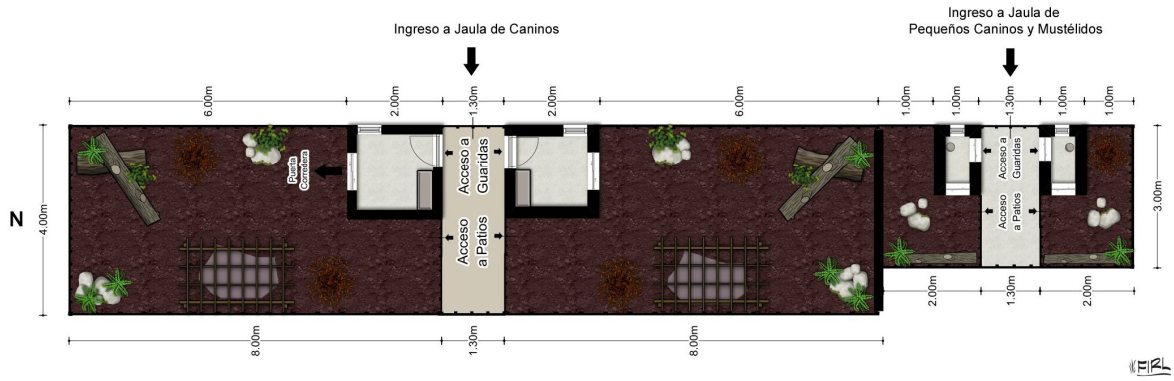 Ingreso a Jaula de Caninos
Ingreso a Jaula de
Pequeños Caninos y Mustélidos
6.00m
2.00m
1.30m
2.00m
6.00m
1.00m
1.00m
1.30m
1.00m
1.00m
N
4.00m
Puerta
Corredera
Acceso a
Guaridas
Acceso
a Patios
Acceso a
Guaridas
Acceso
a Patios
3.00m
2.00m
1.30m
2.00m
8.00m
1.30m
8.00m